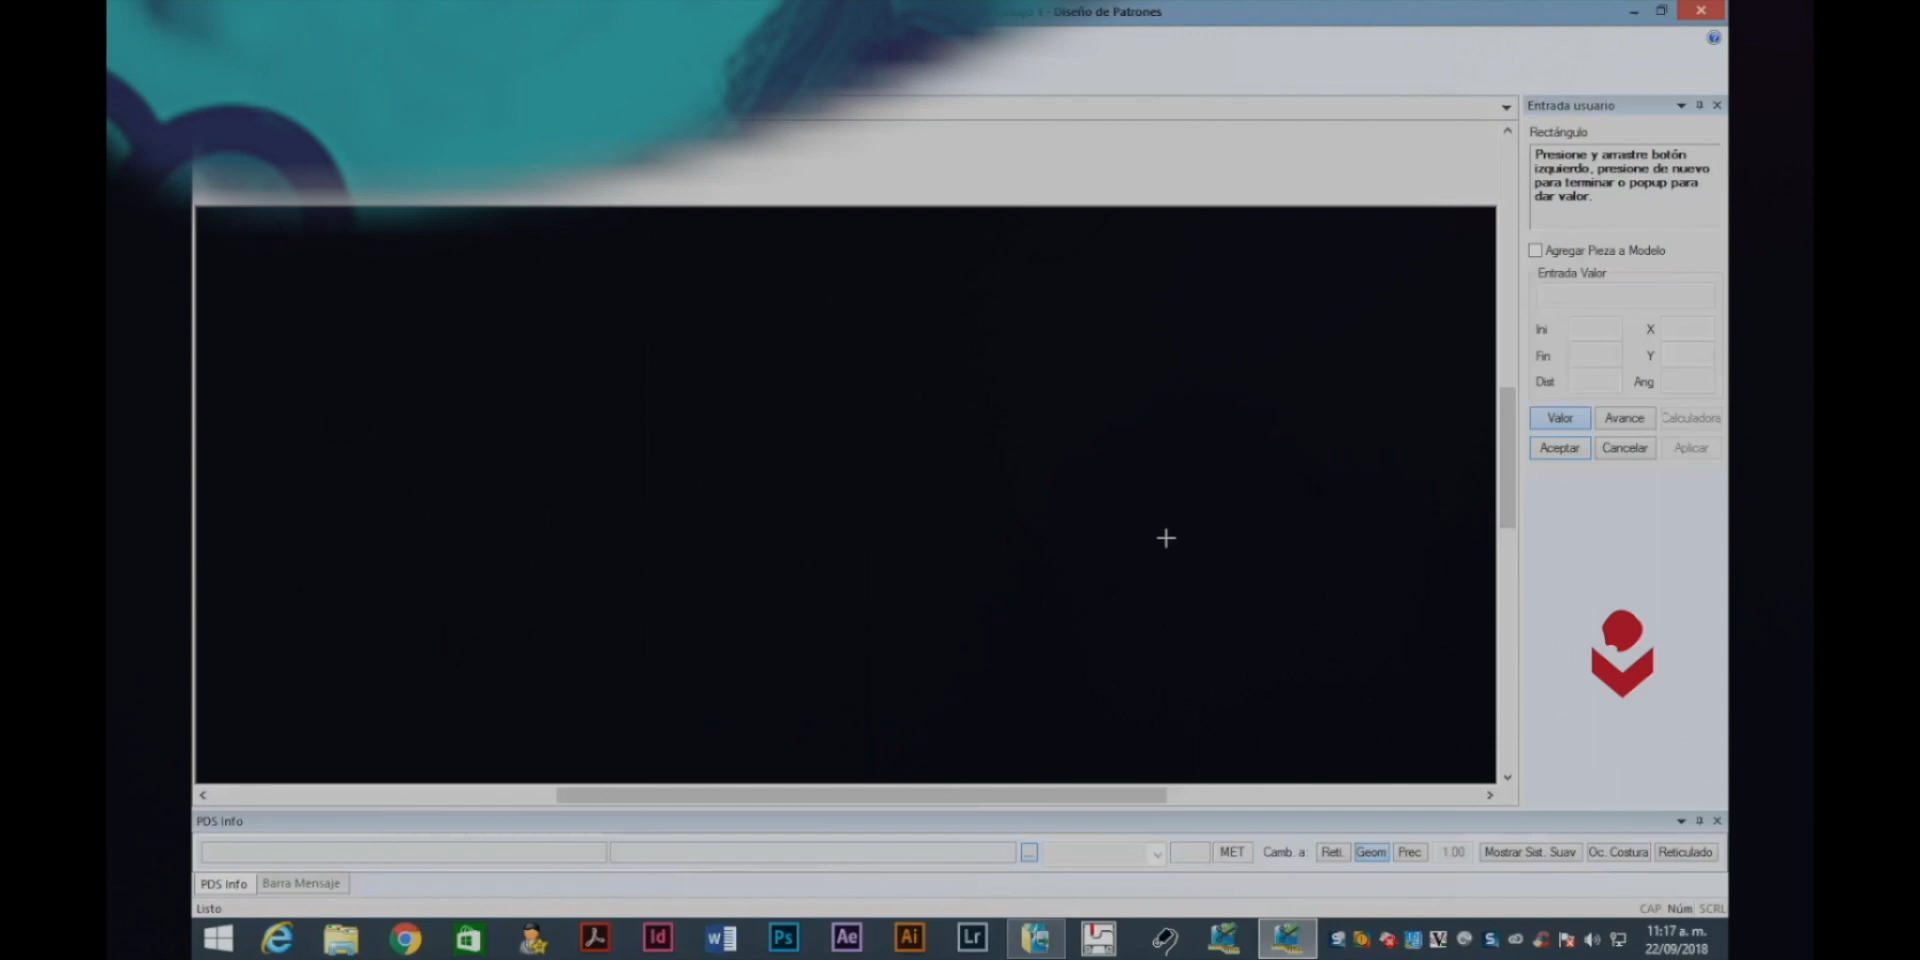 - Diseño de Patrones
Entrada usuario
Rectángulo
Presione y arrastre botón
izquierdo, presione de nuevo
para terminar o popup para
dar valor.
Agregar Pieza a Modelo
Entrada Valor
Ini X
Fin Y
Dist Ang
Valor Avance Calculadora
Aceptar Cancelar Aplicar
PDS Info
... MET Camb. a: Reti. Geom Prec 1.00 Mostrar Sist. Suav Oc. Costura Reticulado
PDS Info Barra Mensaje
Listo
CAP Núm SCRL
Id W Ps Ae Ai Lr
11:17 a. m.
22/09/2018